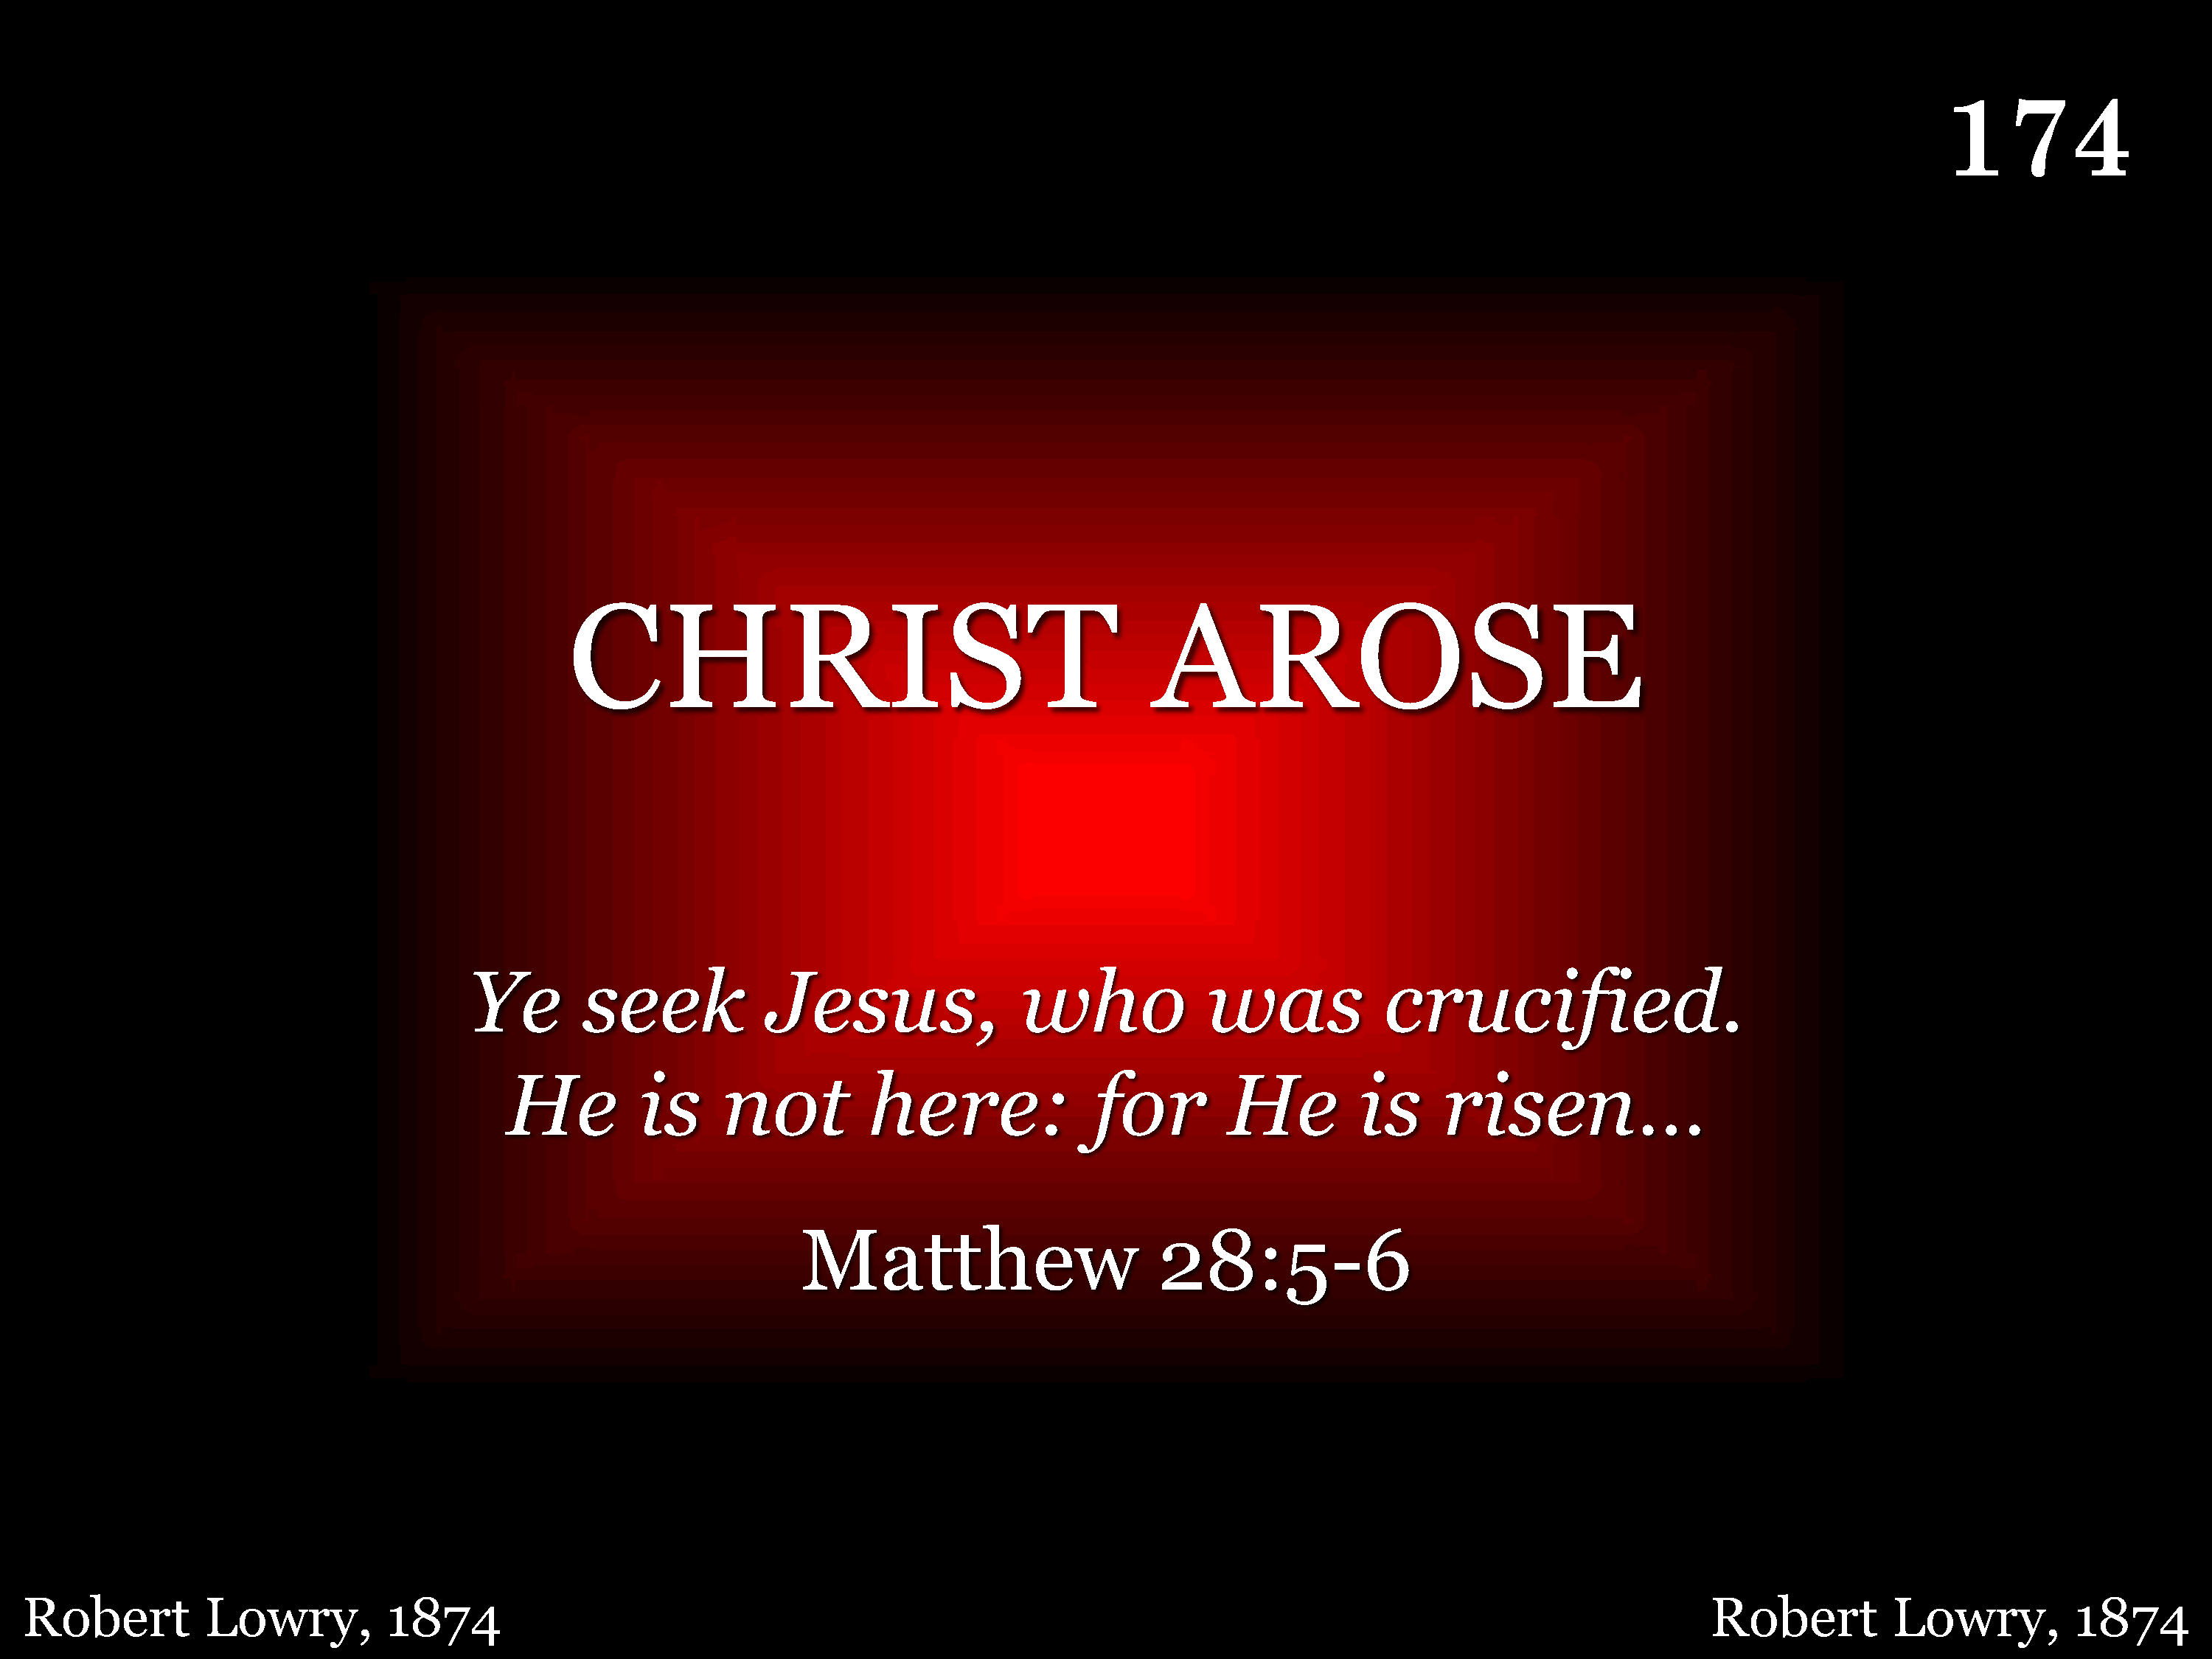 174
CHRIST AROSE
Ye seek Jesus, who was crucified.
He is not here: for He is risen...
Matthew 28:5-6
Robert Lowry, 1874
Robert Lowry, 1874